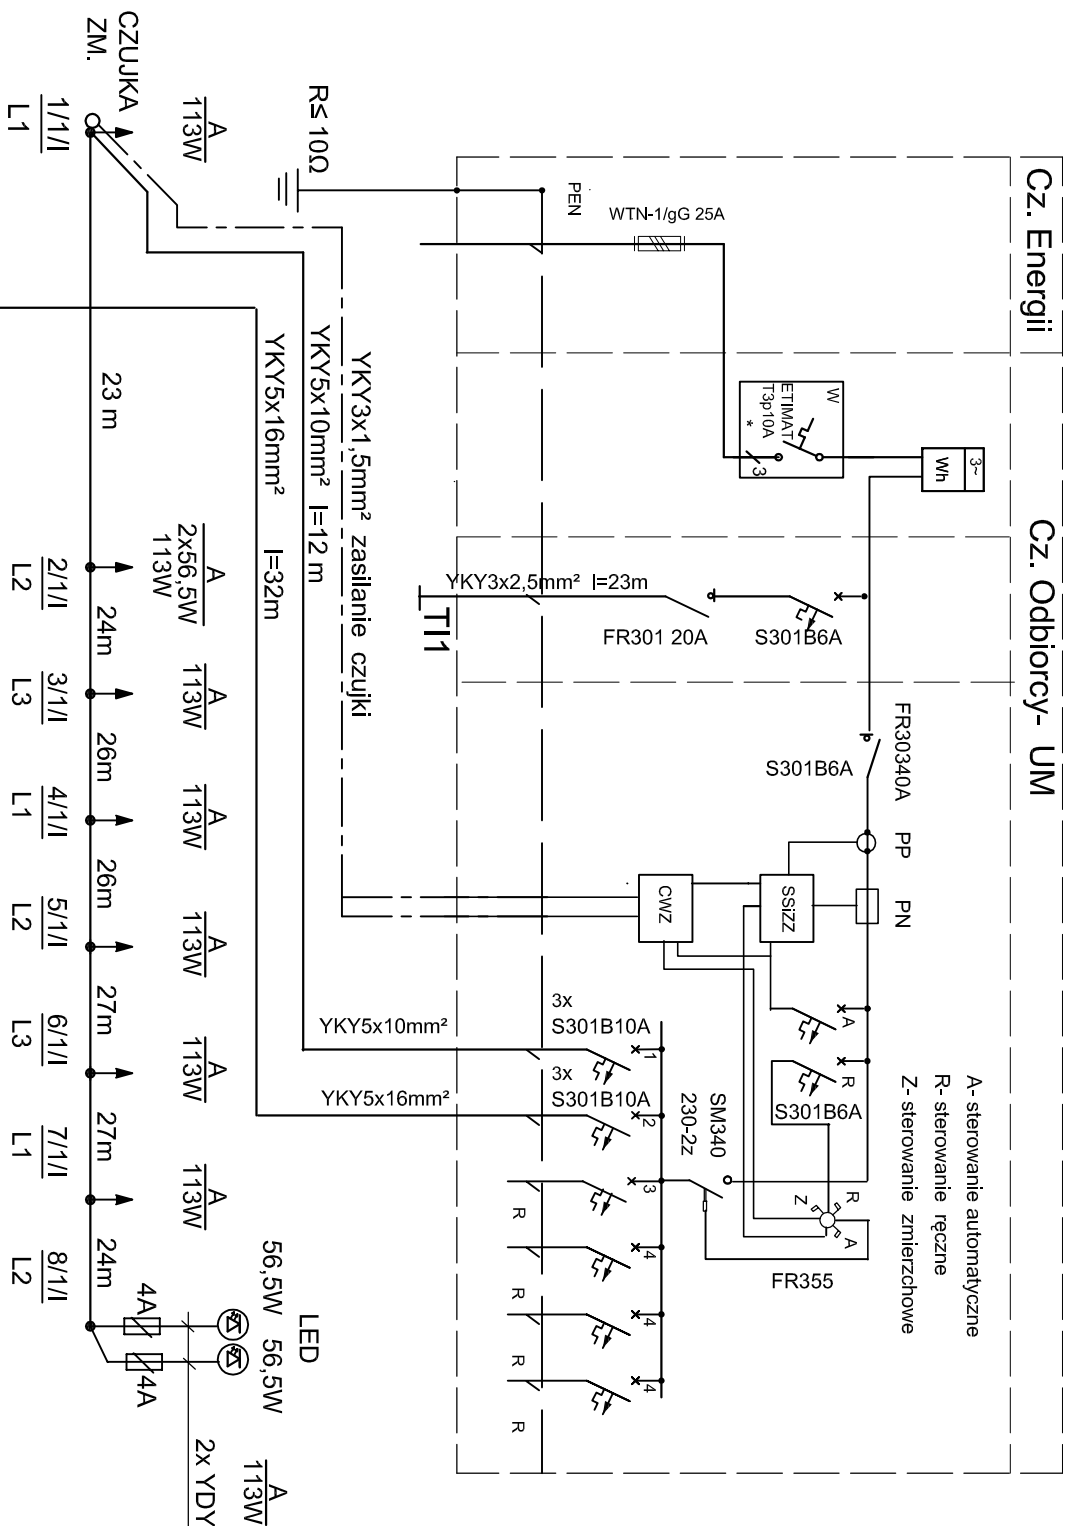 Cz. Energii
Cz. Odbiorcy- UM
CZUJKA
ZM.
A
113W
R≤ 10Ω
PEN
WTN-1/gG 25A
W
ETIMAT
T3p10A
*
3
3~
Wh
YKY3x2,5mm² l=23m
TI1
FR301 20A
S301B6A
FR30340A
S301B6A
PP
PN
SSiZZ
CWZ
A- sterowanie automatyczne
R- sterowanie ręczne
Z- sterowanie zmierzchowe
A
R
S301B6A
R
Z
A
FR355
SM340
230-2z
YKY3x1,5mm² zasilanie czujki
YKY5x10mm² l=12 m
YKY5x16mm² l=32m
YKY5x10mm²
3x
S301B10A
1
YKY5x16mm²
3x
S301B10A
2
3
4
4
4
R
R
R
R
1/1/I
L1
23 m
A
2x56,5W
113W
2/1/I
L2
24m
A
113W
3/1/I
L3
26m
A
113W
4/1/I
L1
26m
A
113W
5/1/I
L2
27m
A
113W
6/1/I
L3
27m
A
113W
7/1/I
L1
24m
8/1/I
L2
4A
4A
LED
56,5W 56,5W
A
113W
2x YDY